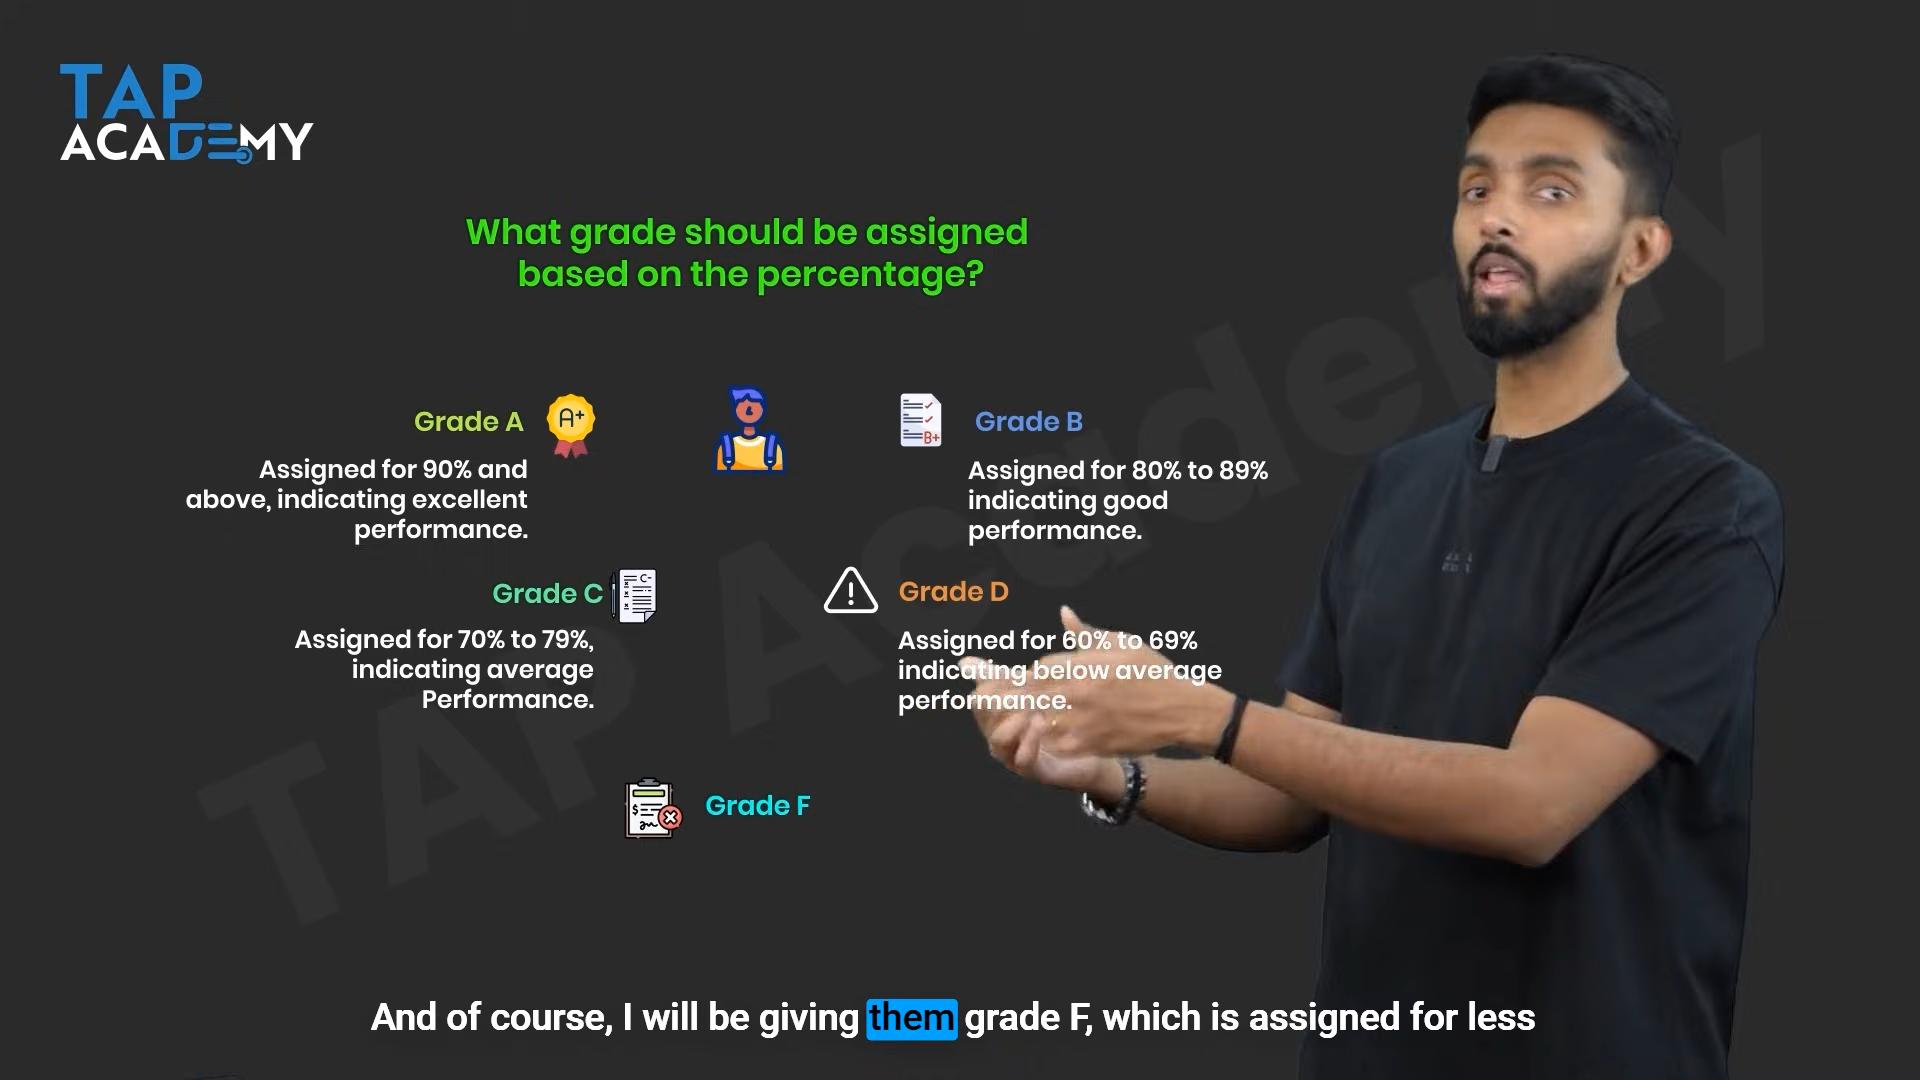 TAP
ACADEMY
What grade should be assigned
based on the percentage?
Grade A
A+
Assigned for 90% and
above, indicating excellent
performance.
B+
Grade B
Assigned for 80% to 89%
indicating good
performance.
Grade C
C-
Assigned for 70% to 79%,
indicating average
Performance.
Grade D
Assigned for 60% to 69%
indicating below average
performance.
Grade F
TAP Academy
And of course, I will be giving them grade F, which is assigned for less